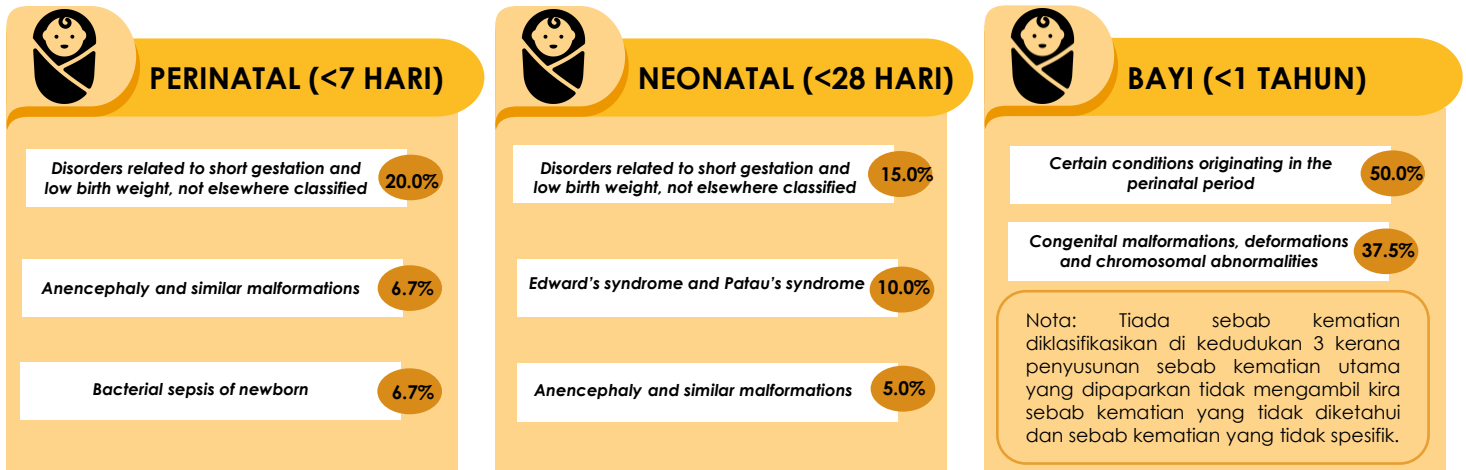 PERINATAL (<7 HARI)
Disorders related to short gestation and
low birth weight, not elsewhere classified
20.0%
Anencephaly and similar malformations
6.7%
Bacterial sepsis of newborn
6.7%
NEONATAL (<28 HARI)
Disorders related to short gestation and
low birth weight, not elsewhere classified
15.0%
Edward's syndrome and Patau's syndrome
10.0%
Anencephaly and similar malformations
5.0%
BAYI (<1 TAHUN)
Certain conditions originating in the
perinatal period
50.0%
Congenital malformations, deformations
and chromosomal abnormalities
37.5%
Nota: Tiada sebab kematian
diklasifikasikan di kedudukan 3 kerana
penyusunan sebab kematian utama
yang dipaparkan tidak mengambil kira
sebab kematian yang tidak diketahui
dan sebab kematian yang tidak spesifik.